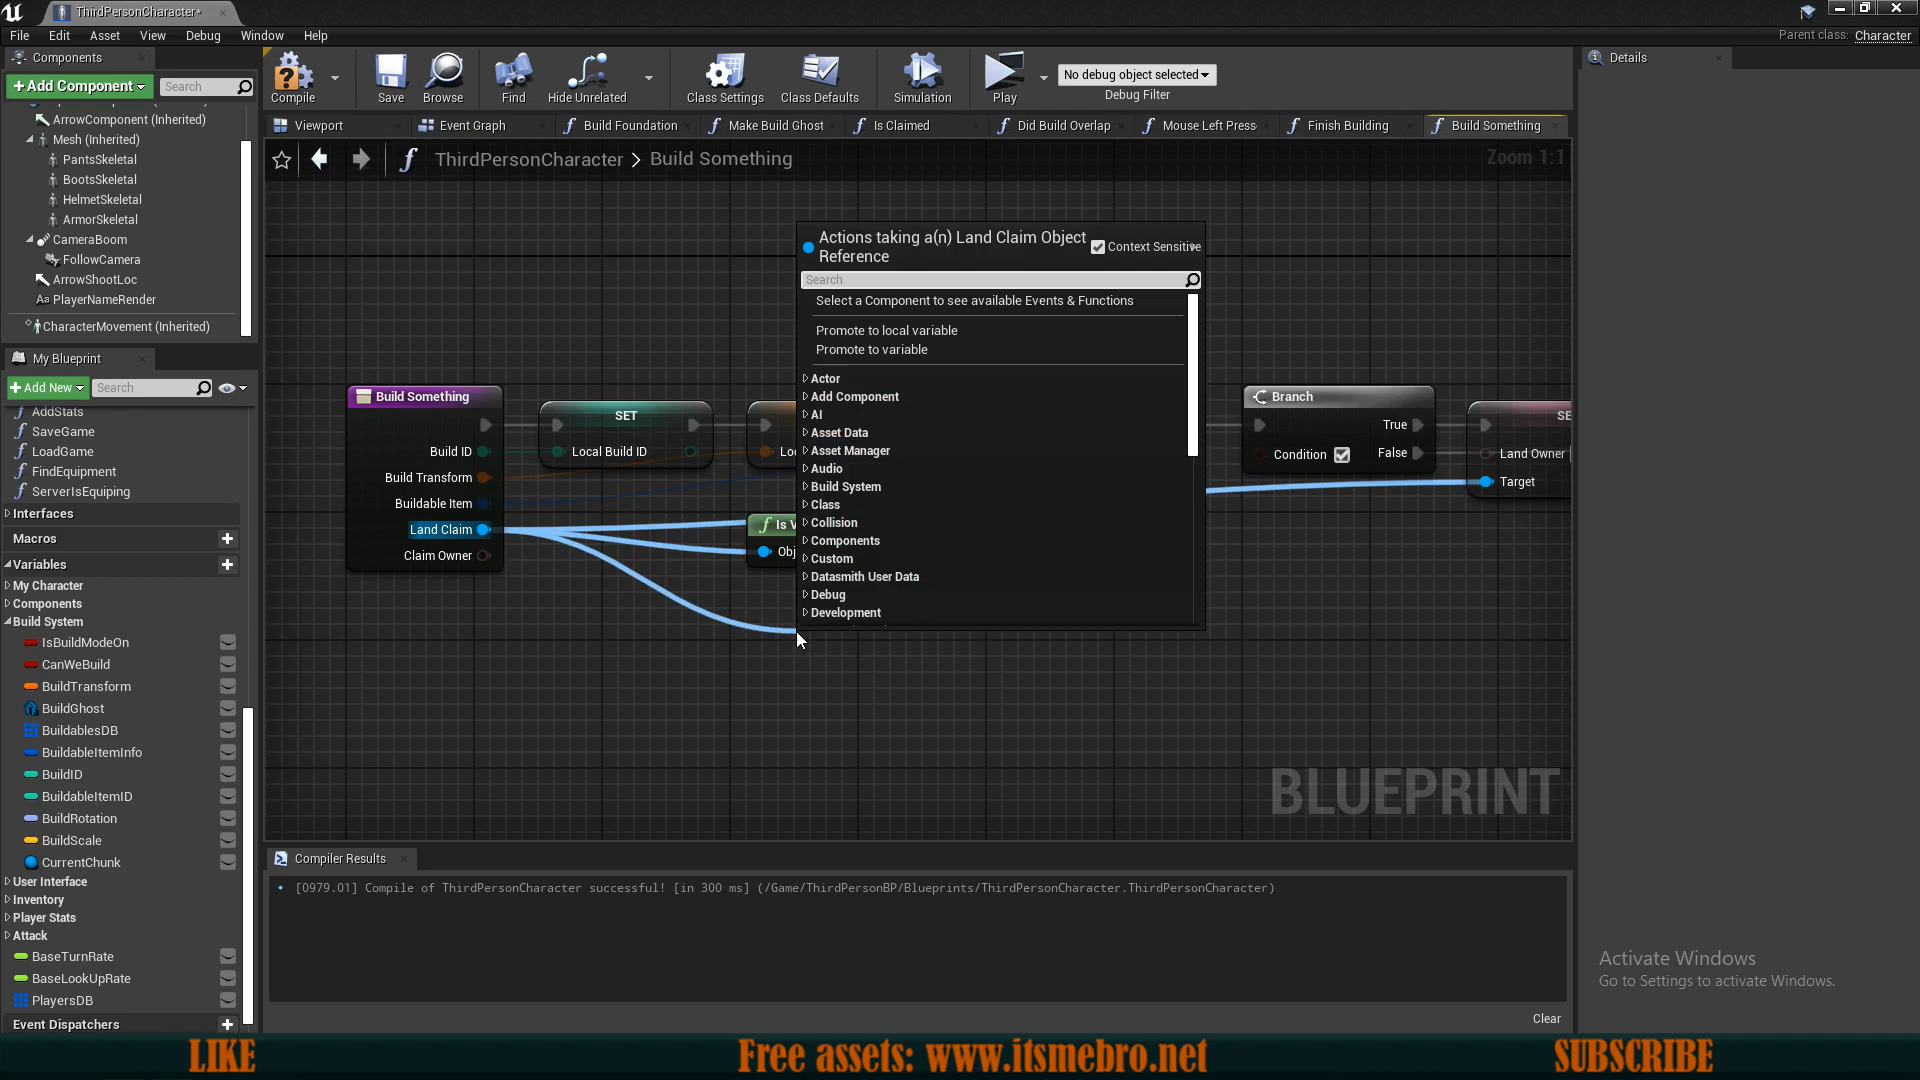 ThirdPersonCharacter*
File Edit Asset View Debug Window Help
Parent class: Character
Components
+Add Component
Search
ArrowComponent (Inherited)
Mesh (Inherited)
PantsSkeletal
BootsSkeletal
HelmetSkeletal
ArmorSkeletal
CameraBoom
FollowCamera
ArrowShootLoc
PlayerNameRender
CharacterMovement (Inherited)
My Blueprint
+Add New
Search
AddStats
SaveGame
LoadGame
FindEquipment
ServerIsEquiping
Interfaces
Macros
Variables
My Character
Components
Build System
IsBuildModeOn
CanWeBuild
BuildTransform
BuildGhost
BuildablesDB
BuildableItemInfo
BuildID
BuildableItemID
BuildRotation
BuildScale
CurrentChunk
User Interface
Inventory
Player Stats
Attack
BaseTurnRate
BaseLookUpRate
PlayersDB
Event Dispatchers
Compile
Save
Browse
Find
Hide Unrelated
Class Settings
Class Defaults
Simulation
Play
No debug object selected
Debug Filter
Viewport
Event Graph
Build Foundation
Make Build Ghost
Is Claimed
Did Build Overlap
Mouse Left Press
Finish Building
Build Something
ThirdPersonCharacter > Build Something
Zoom 1:1
Build Something
Build ID
Build Transform
Buildable Item
Land Claim
Claim Owner
SET
Local Build ID
Actions taking a(n) Land Claim Object
Reference
Context Sensitive
Search
Select a Component to see available Events & Functions
Promote to local variable
Promote to variable
Actor
Add Component
AI
Asset Data
Asset Manager
Audio
Build System
Class
Collision
Components
Custom
Datasmith User Data
Debug
Development
Branch
True
Condition
False
Land Owner
Target
BLUEPRINT
Compiler Results
[0979.01] Compile of ThirdPersonCharacter successful! [in 300 ms] (/Game/ThirdPersonBP/Blueprints/ThirdPersonCharacter.ThirdPersonCharacter)
Clear
Details
Activate Windows
Go to Settings to activate Windows.
LIKE
Free assets: www.itsmebro.net
SUBSCRIBE